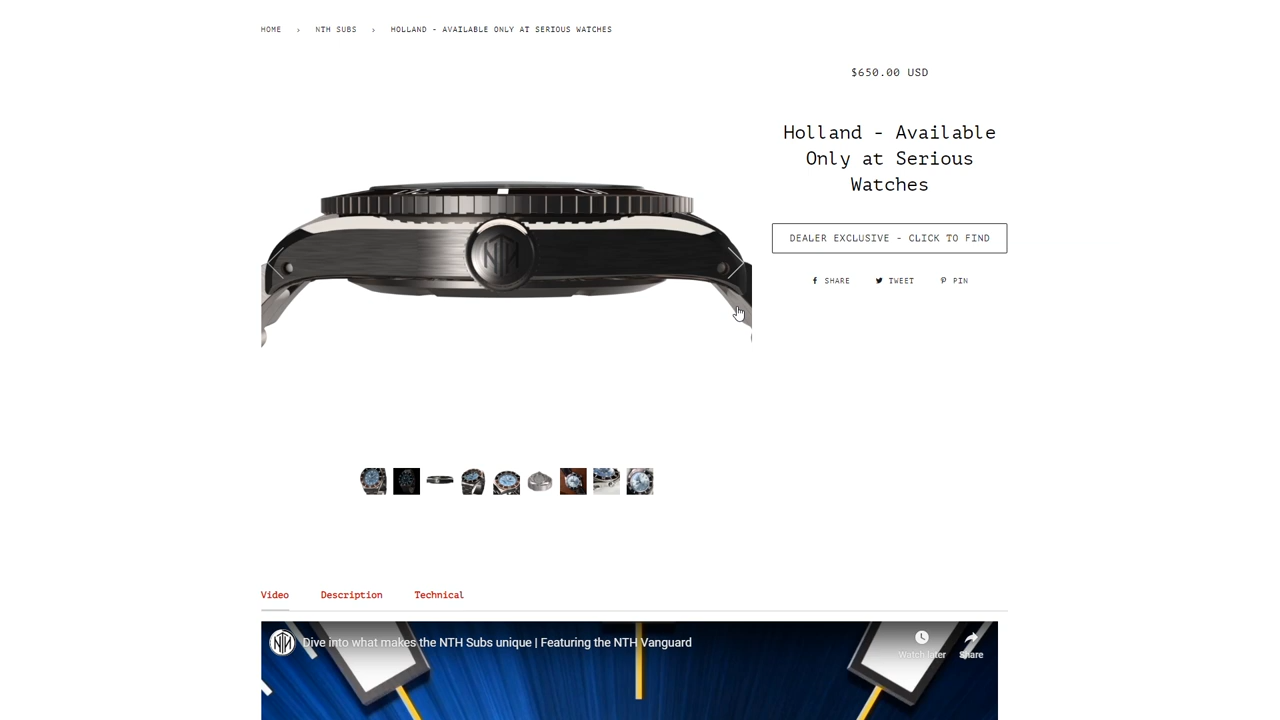 HOME › NTH SUBS › HOLLAND - AVAILABLE ONLY AT SERIOUS WATCHES
$650.00 USD
Holland - Available
Only at Serious
Watches
DEALER EXCLUSIVE - CLICK TO FIND
SHARE TWEET PIN
NTH
Video Description Technical
NTH
Dive into what makes the NTH Subs unique | Featuring the NTH Vanguard
Watch later Share